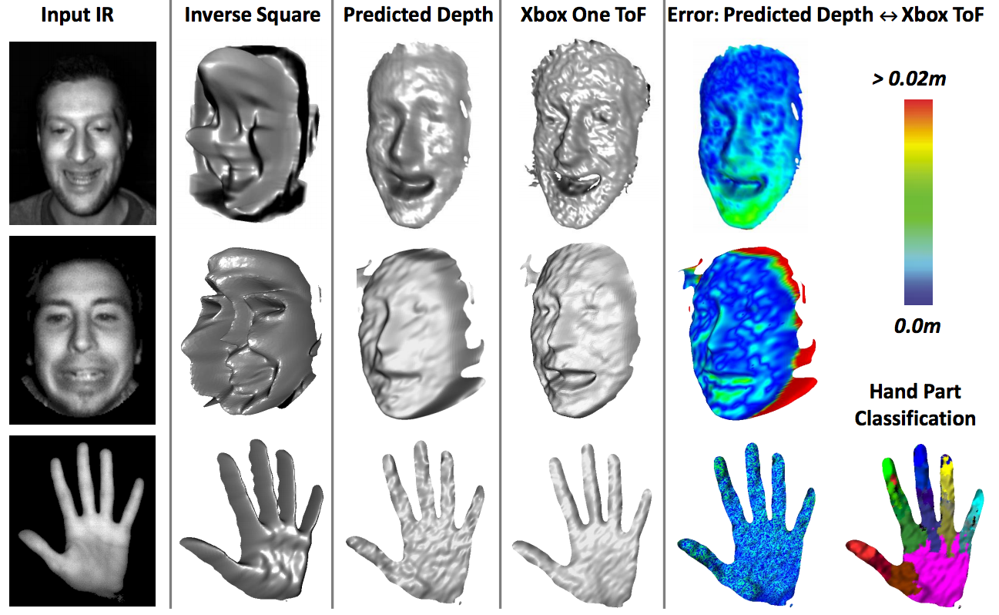 Input IR
Inverse Square
Predicted Depth
Xbox One ToF
Error: Predicted Depth ↔ Xbox ToF
> 0.02m
0.0m
Hand Part
Classification